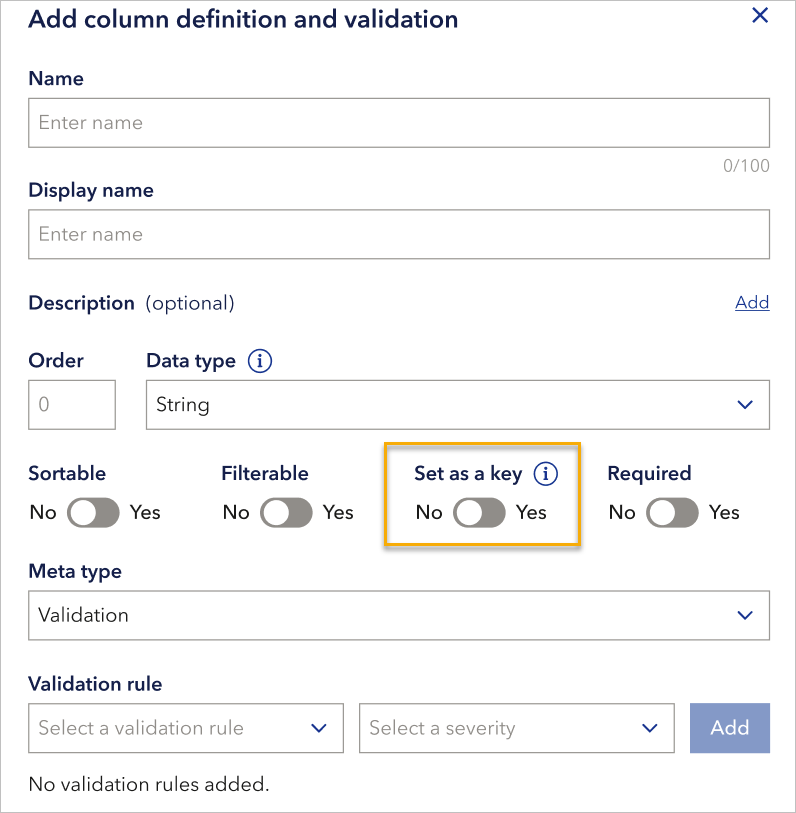 Add column definition and validation
Name
Enter name
0/100
Display name
Enter name
Description (optional) Add
Order Data type i
0 String
Sortable Filterable Set as a key i Required
No Yes No Yes No Yes No Yes
Meta type
Validation
Validation rule
Select a validation rule Select a severity Add
No validation rules added.